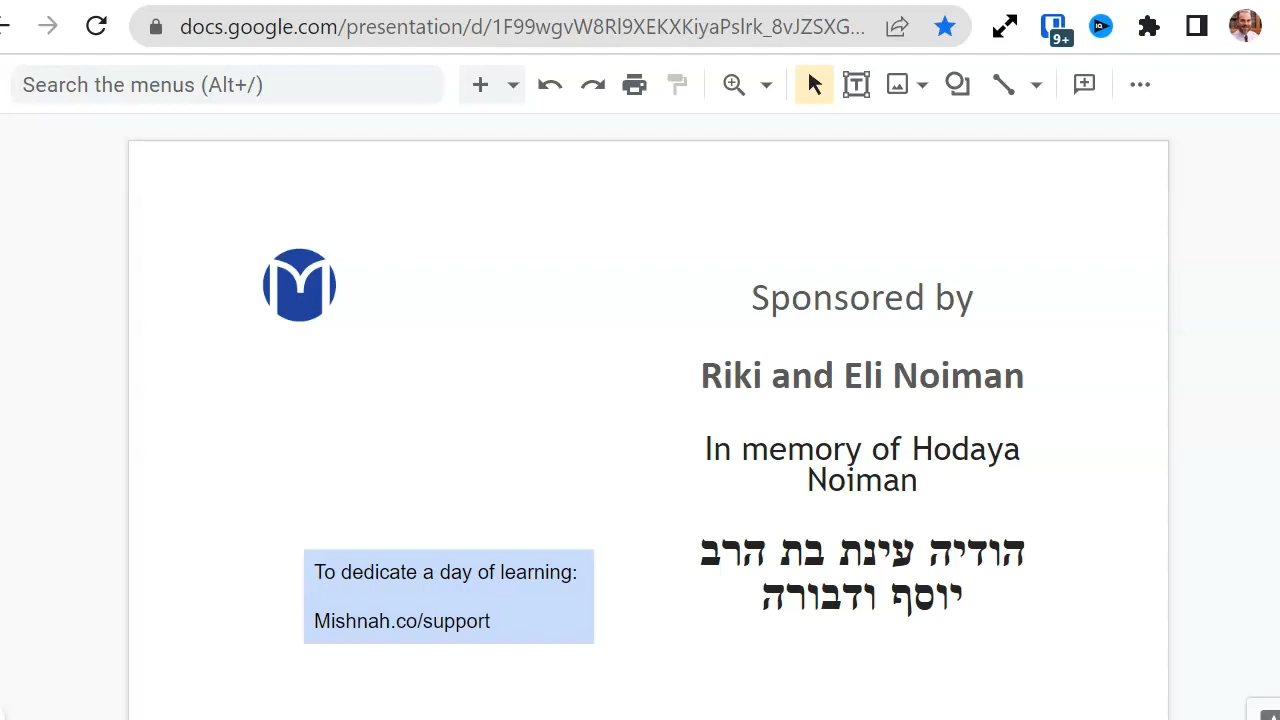 docs.google.com/presentation/d/1F99wgvW8Rl9XEKXKiyaPslrk_8vJZSXG...
9+
Search the menus (Alt+/)
Sponsored by
Riki and Eli Noiman
In memory of Hodaya
Noiman
הודיה עינת בת הרב
יוסף ודבורה
To dedicate a day of learning:
Mishnah.co/support